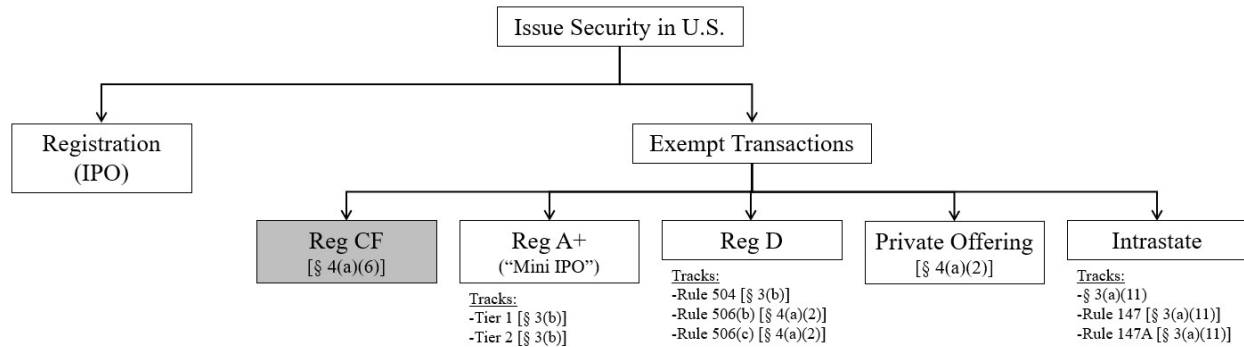 Issue Security in U.S.
Registration
(IPO)
Exempt Transactions
Reg CF
[§ 4(a)(6)]
Reg A+
(“Mini IPO”)
Tracks:
-Tier 1 [§ 3(b)]
-Tier 2 [§ 3(b)]
Reg D
Tracks:
-Rule 504 [§ 3(b)]
-Rule 506(b) [§ 4(a)(2)]
-Rule 506(c) [§ 4(a)(2)]
Private Offering
[§ 4(a)(2)]
Intrastate
Tracks:
-§ 3(a)(11)
-Rule 147 [§ 3(a)(11)]
-Rule 147A [§ 3(a)(11)]